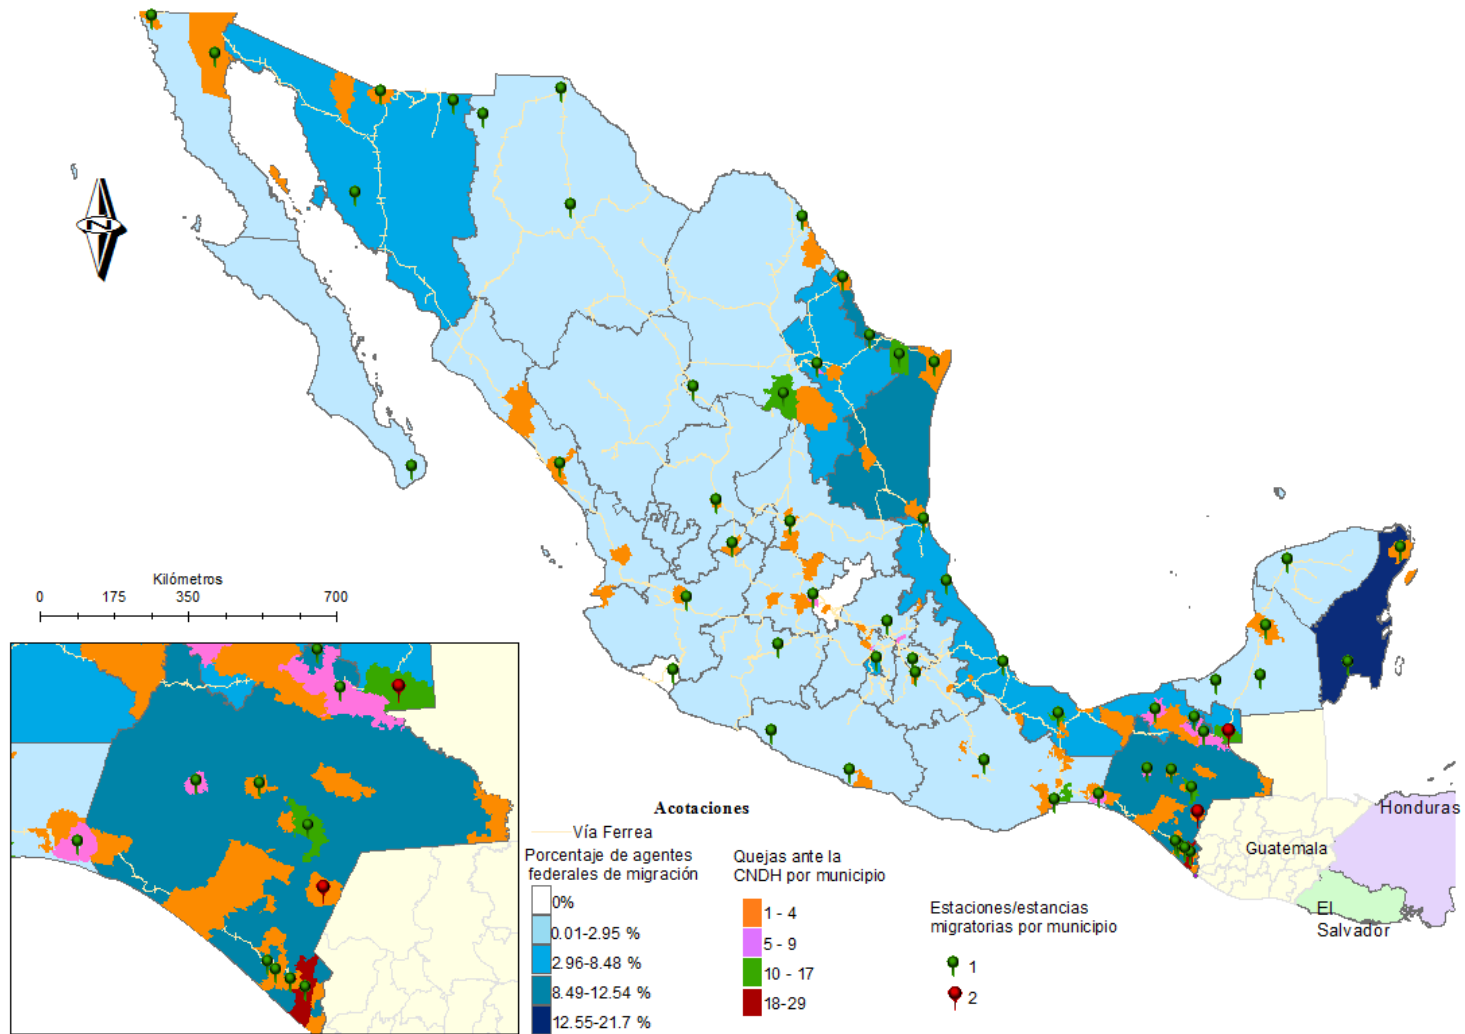 N
Kilómetros
0 175 350 700
Honduras
Guatemala
El
Salvador
Acotaciones
Vía Ferrea
Porcentaje de agentes
federales de migración
0%
0.01-2.95 %
2.96-8.48 %
8.49-12.54 %
12.55-21.7 %
Quejas ante la
CNDH por municipio
1 - 4
5 - 9
10 - 17
18-29
Estaciones/estancias
migratorias por municipio
1
2